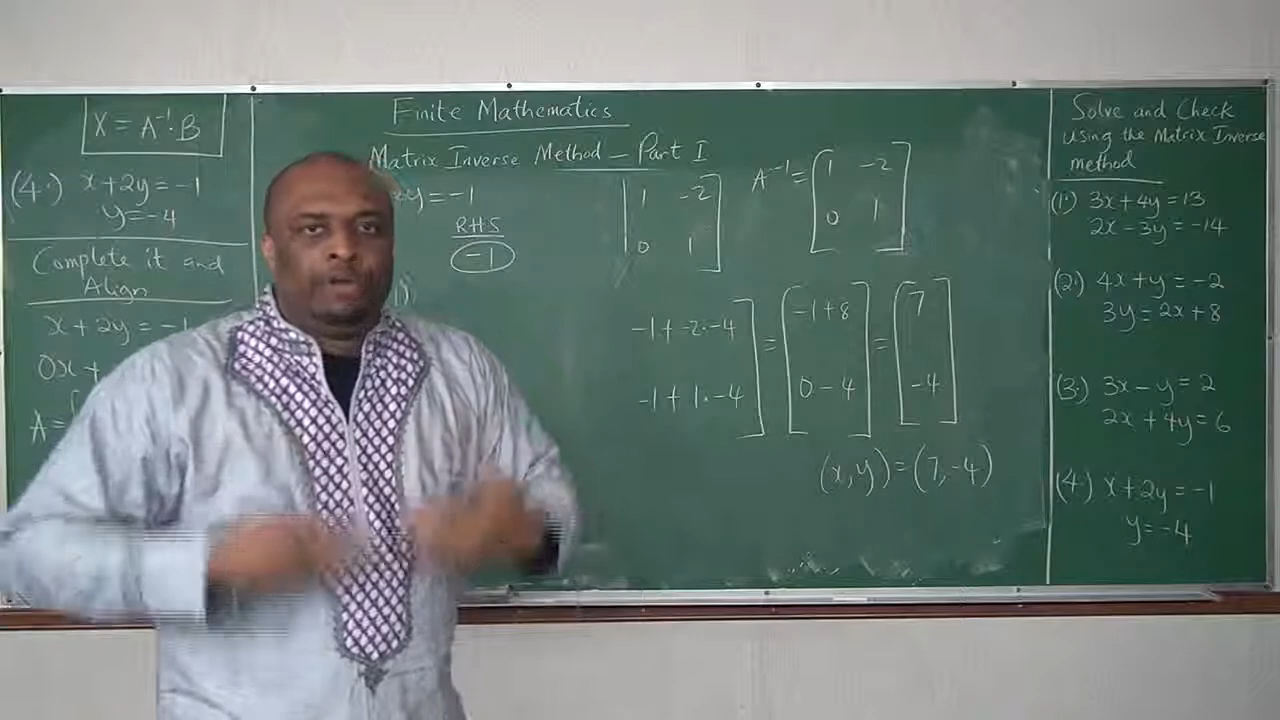 X = A⁻¹·B
(4.) x+2y=-1
y=-4
Complete it and
Align
x+2y=-1
0x+
A=
Finite Mathematics
Matrix Inverse Method – Part I
y=-1
RHS
-1
1 -2
0 1
A⁻¹= [1 -2
0 1]
-1+-2·-4] = [-1+8 = [7
-1+1·-4] 0-4] -4]
(x,y)=(7,-4)
Solve and Check
using the Matrix Inverse
method
(1.) 3x+4y=13
2x-3y=-14
(2.) 4x+y=-2
3y=2x+8
(3.) 3x-y=2
2x+4y=6
(4.) x+2y=-1
y=-4